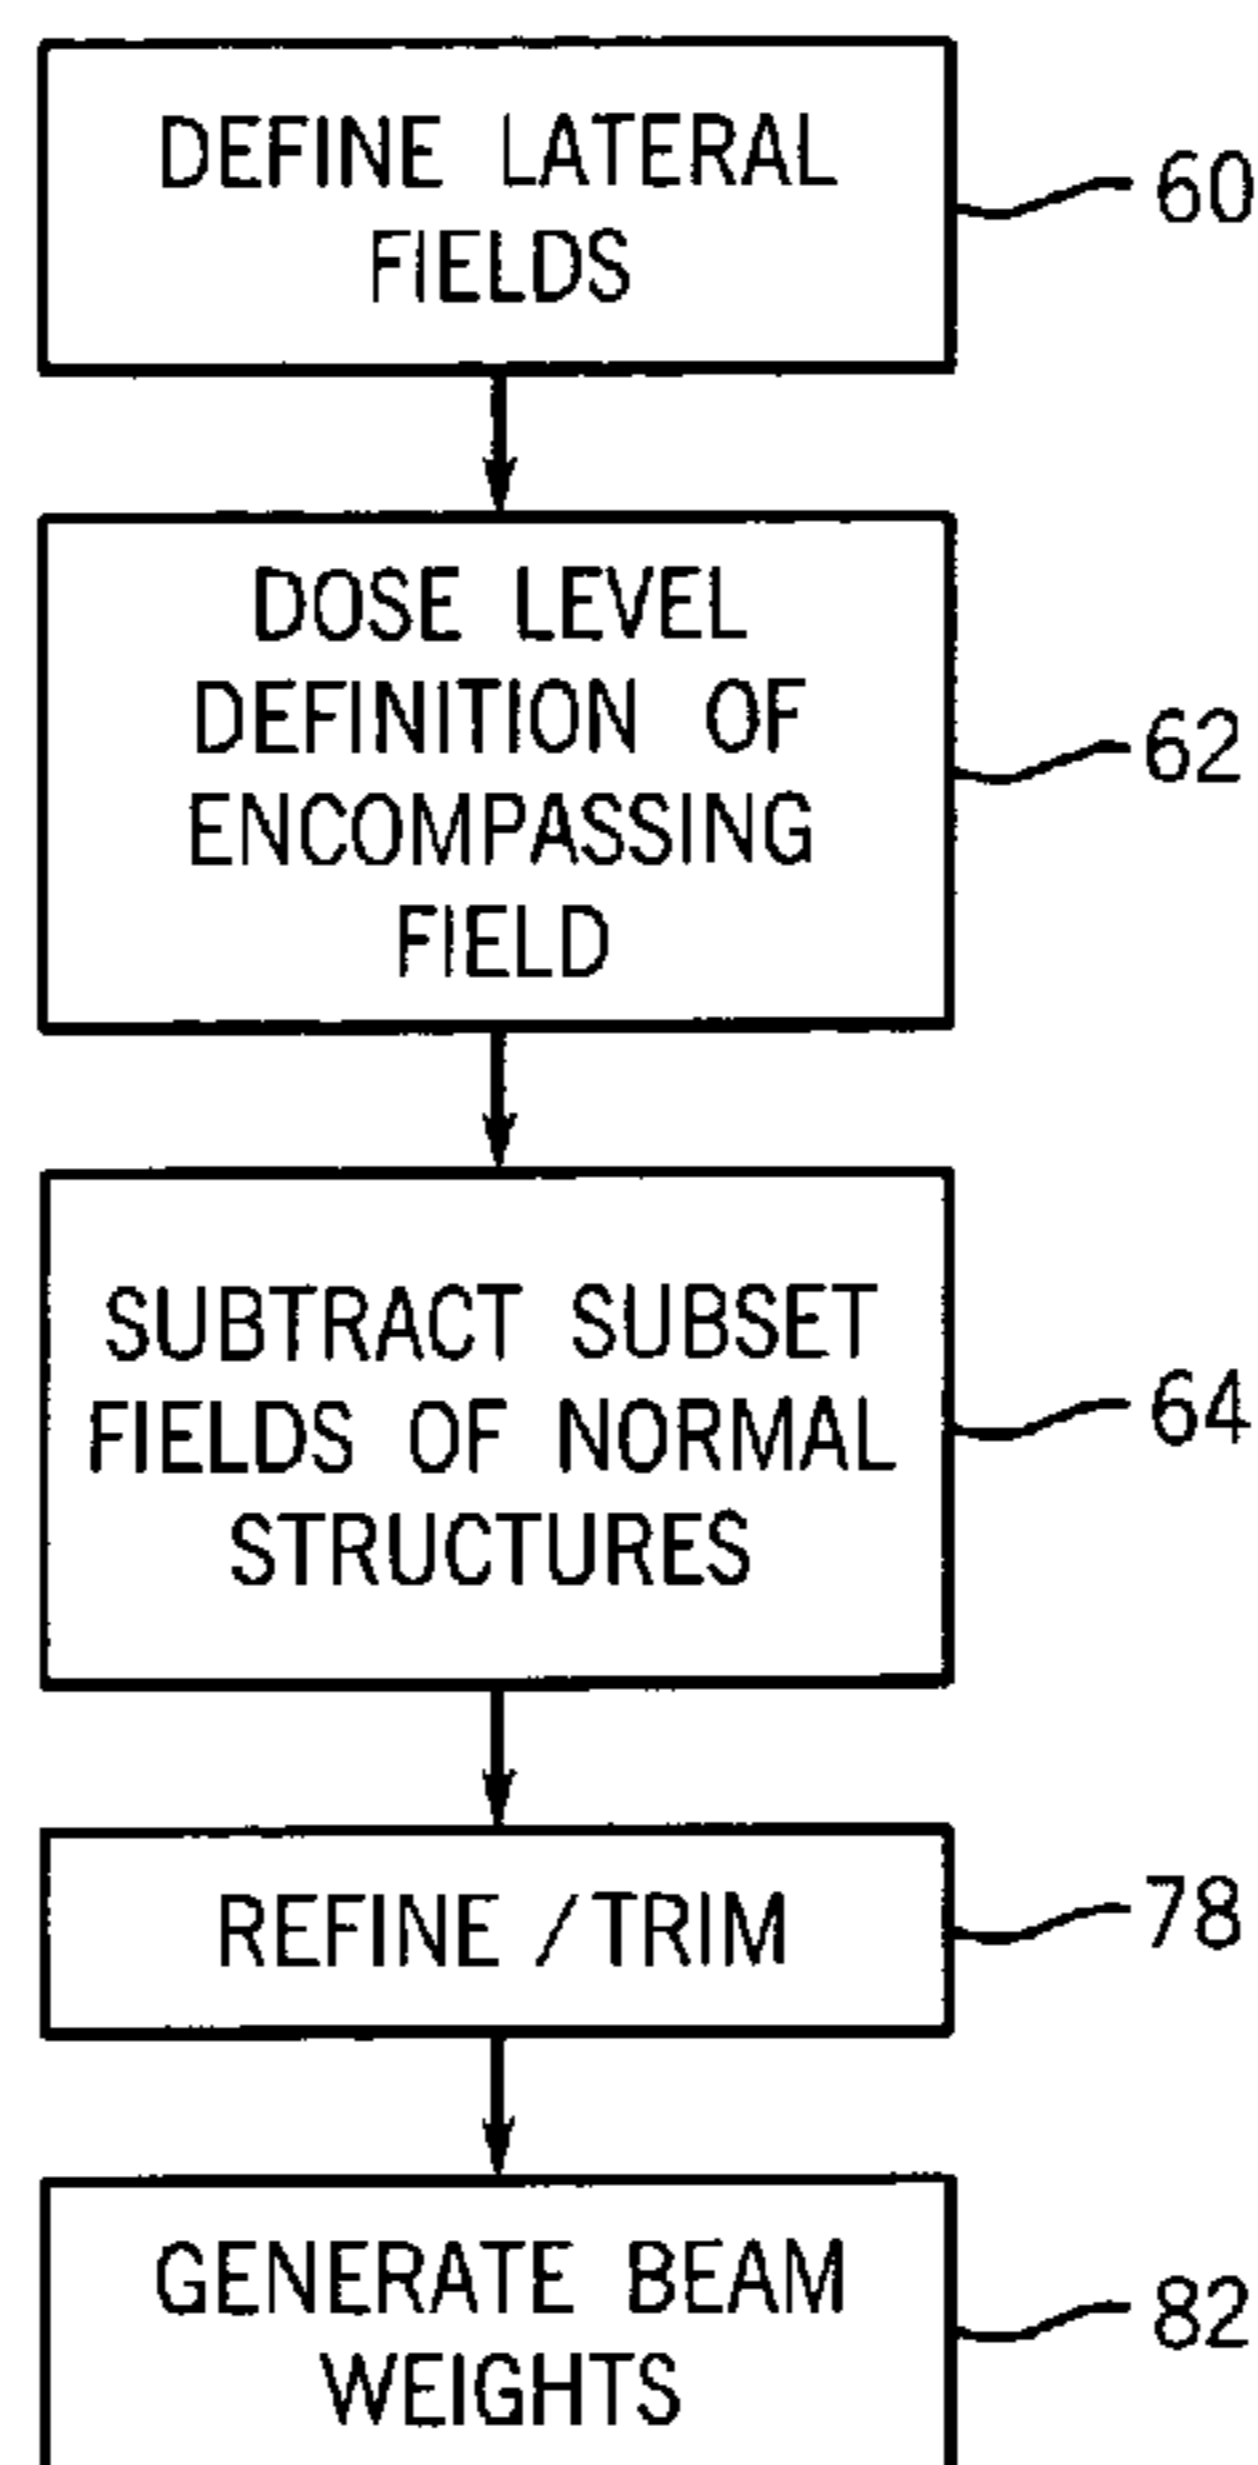 DEFINE LATERAL
FIELDS
60
DOSE LEVEL
DEFINITION OF
ENCOMPASSING
FIELD
62
SUBTRACT SUBSET
FIELDS OF NORMAL
STRUCTURES
64
REFINE / TRIM
78
GENERATE BEAM
WEIGHTS
82